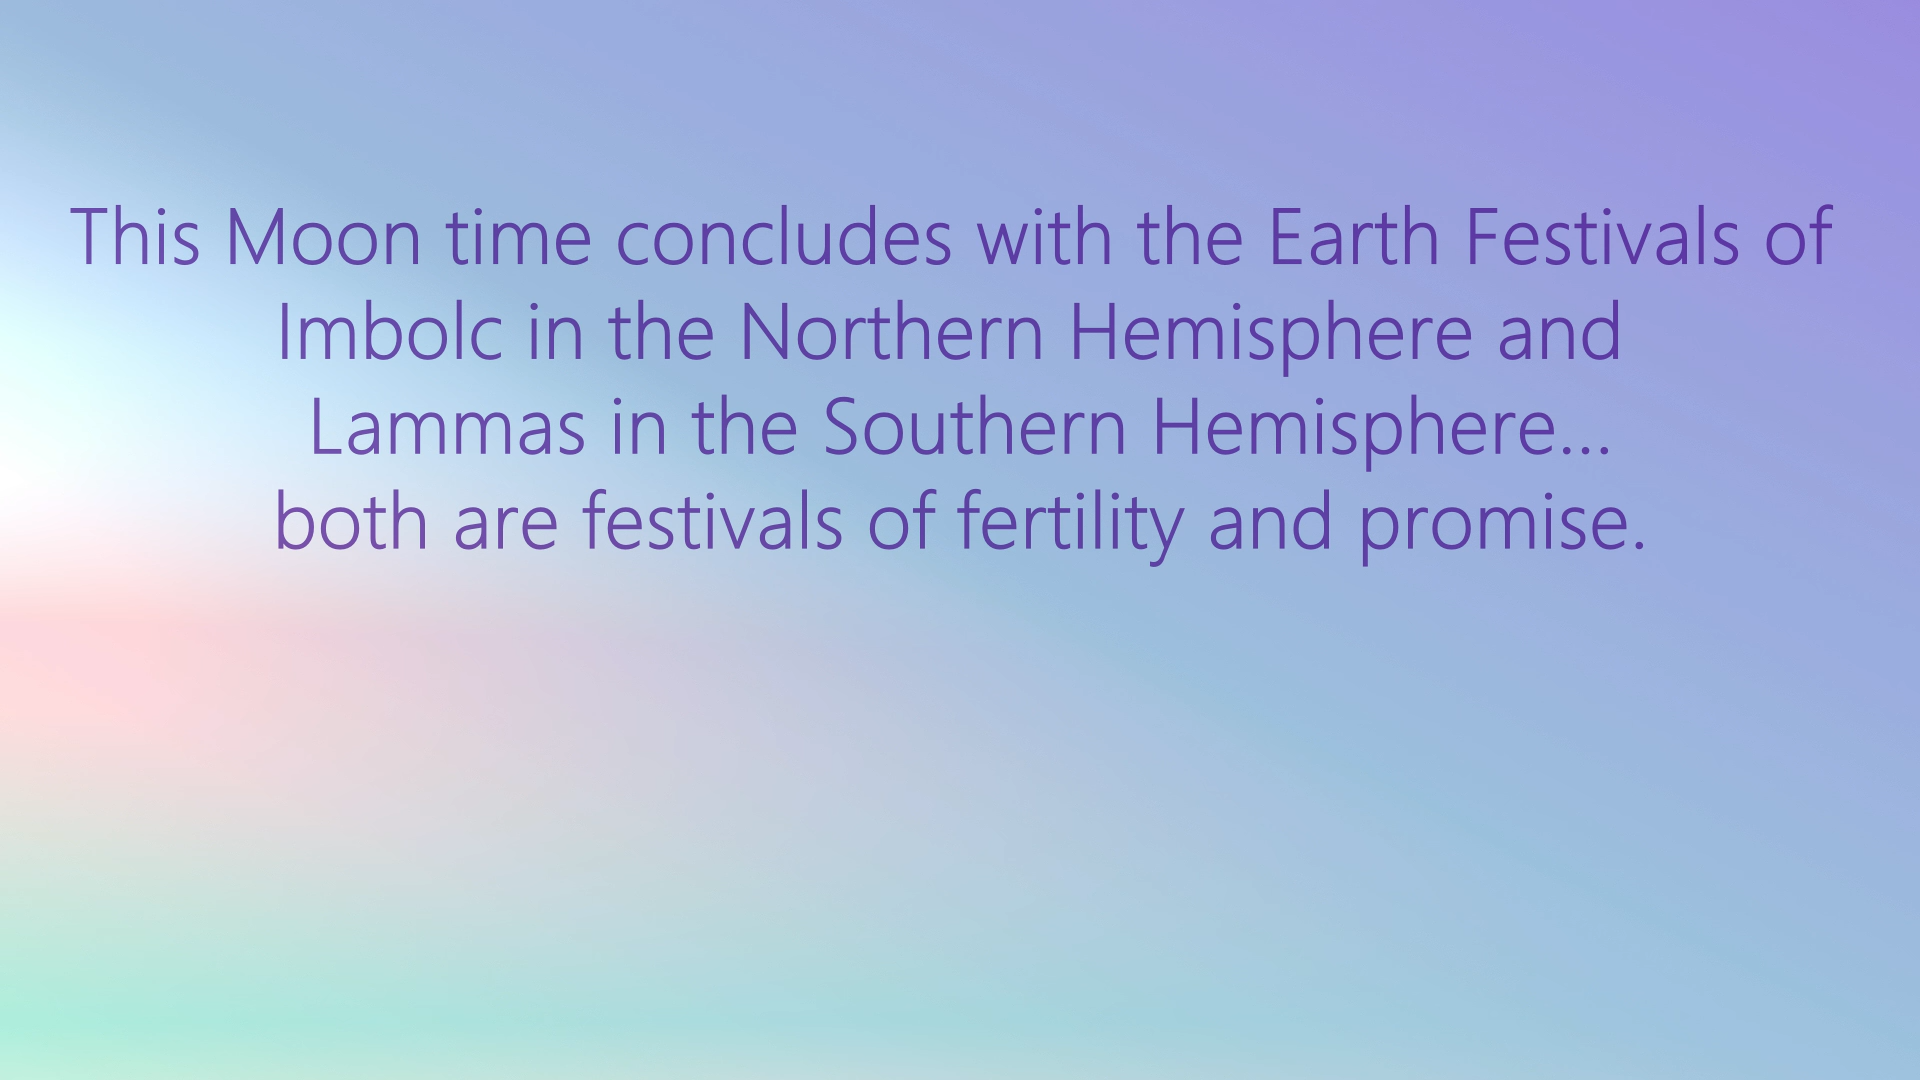 This Moon time concludes with the Earth Festivals of
Imbolc in the Northern Hemisphere and
Lammas in the Southern Hemisphere...
both are festivals of fertility and promise.